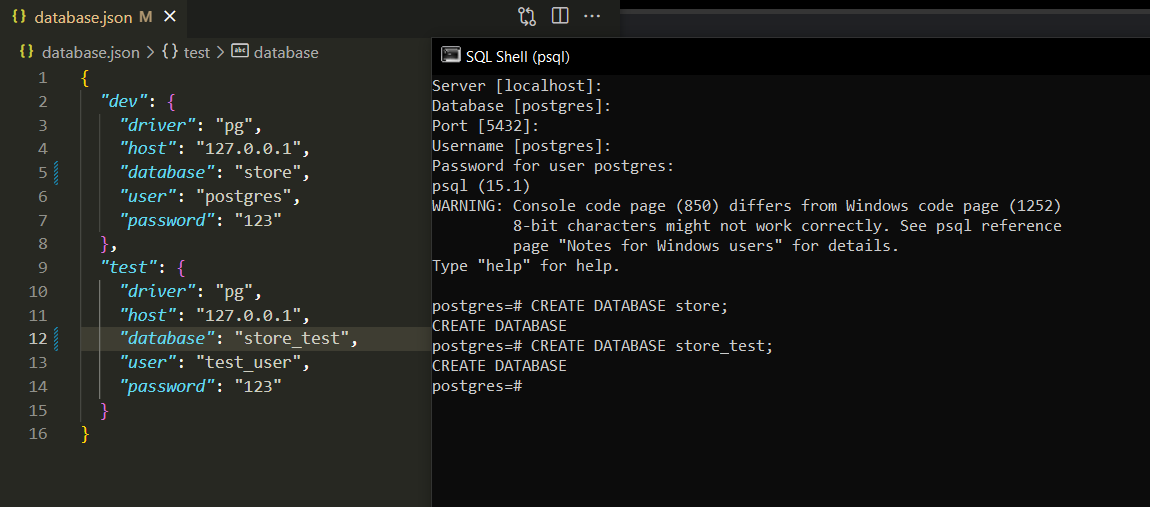 {} database.json M ×
{} database.json > {} test > abc database
1 {
2 "dev": {
3 "driver": "pg",
4 "host": "127.0.0.1",
5 "database": "store",
6 "user": "postgres",
7 "password": "123"
8 },
9 "test": {
10 "driver": "pg",
11 "host": "127.0.0.1",
12 "database": "store_test",
13 "user": "test_user",
14 "password": "123"
15 }
16 }
SQL Shell (psql)
Server [localhost]:
Database [postgres]:
Port [5432]:
Username [postgres]:
Password for user postgres:
psql (15.1)
WARNING: Console code page (850) differs from Windows code page (1252)
8-bit characters might not work correctly. See psql reference
page "Notes for Windows users" for details.
Type "help" for help.
postgres=# CREATE DATABASE store;
CREATE DATABASE
postgres=# CREATE DATABASE store_test;
CREATE DATABASE
postgres=#